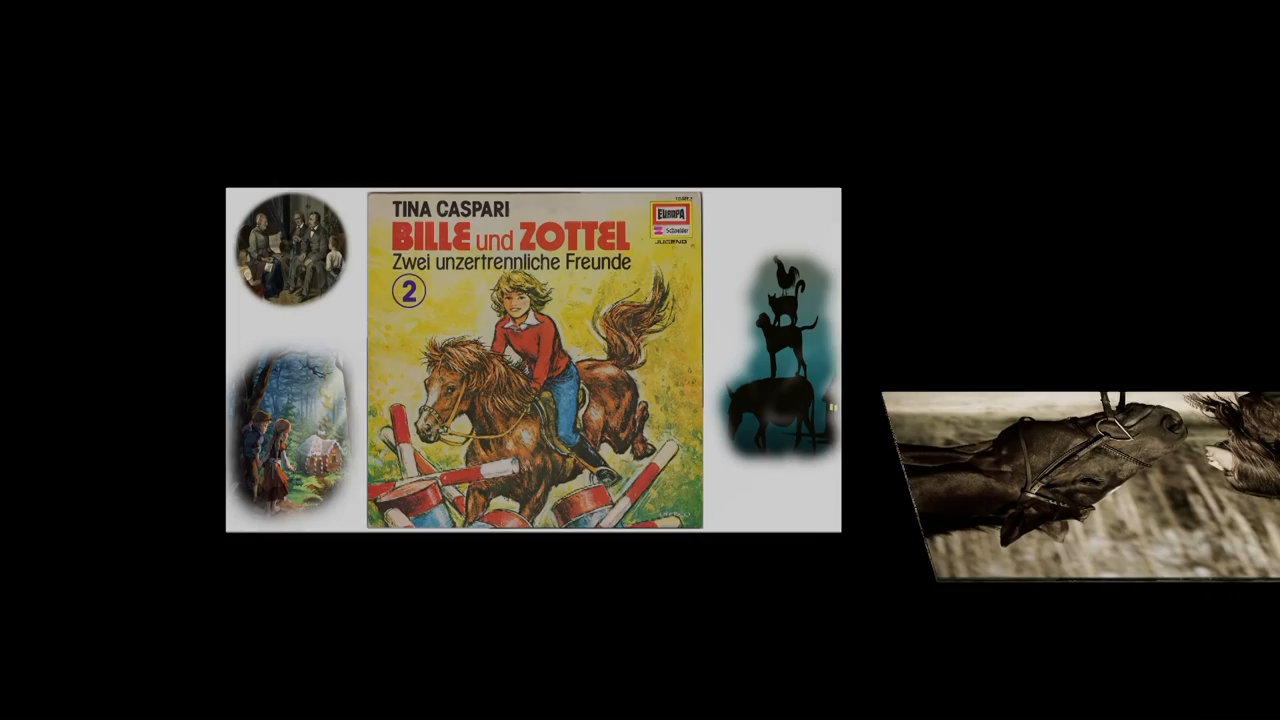 TINA CASPARI
BILLE und ZOTTEL
Zwei unzertrennliche Freunde
2
EUROPA
Schneider
JUGEND